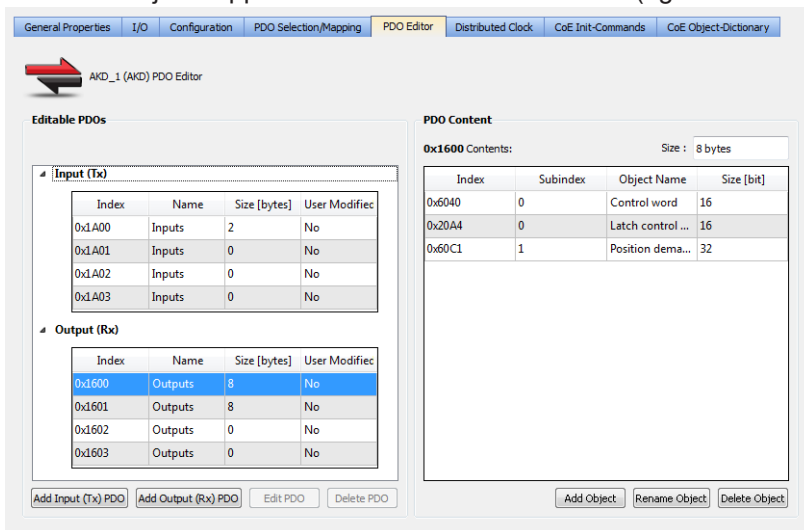 General Properties I/O Configuration PDO Selection/Mapping PDO Editor Distributed Clock CoE Init-Commands CoE Object-Dictionary
AKD_1 (AKD) PDO Editor
Editable PDOs
Input (Tx)
Index Name Size [bytes] User Modifiec
0x1A00 Inputs 2 No
0x1A01 Inputs 0 No
0x1A02 Inputs 0 No
0x1A03 Inputs 0 No
Output (Rx)
Index Name Size [bytes] User Modifiec
0x1600 Outputs 8 No
0x1601 Outputs 8 No
0x1602 Outputs 0 No
0x1603 Outputs 0 No
Add Input (Tx) PDO Add Output (Rx) PDO Edit PDO Delete PDO
PDO Content
0x1600 Contents: Size : 8 bytes
Index Subindex Object Name Size [bit]
0x6040 0 Control word 16
0x20A4 0 Latch control ... 16
0x60C1 1 Position dema... 32
Add Object Rename Object Delete Object